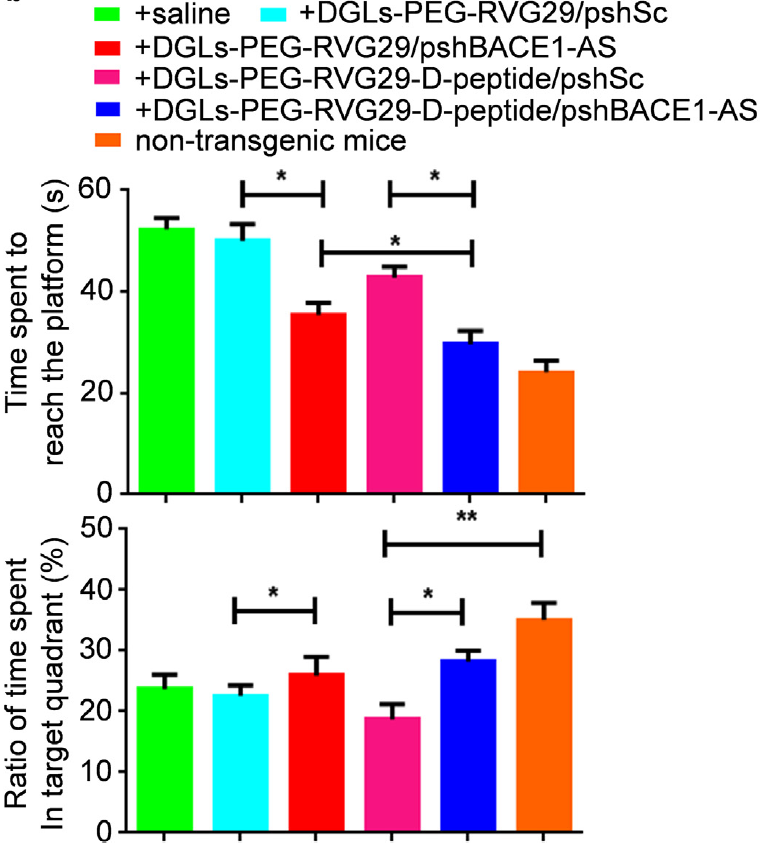 +saline +DGLs-PEG-RVG29/pshSc
+DGLs-PEG-RVG29/pshBACE1-AS
+DGLs-PEG-RVG29-D-peptide/pshSc
+DGLs-PEG-RVG29-D-peptide/pshBACE1-AS
non-transgenic mice
Time spent to
reach the platform (s)
60
40
20
0
*
*
*
Ratio of time spent
In target quadrant (%)
50
40
30
20
10
0
**
*
*